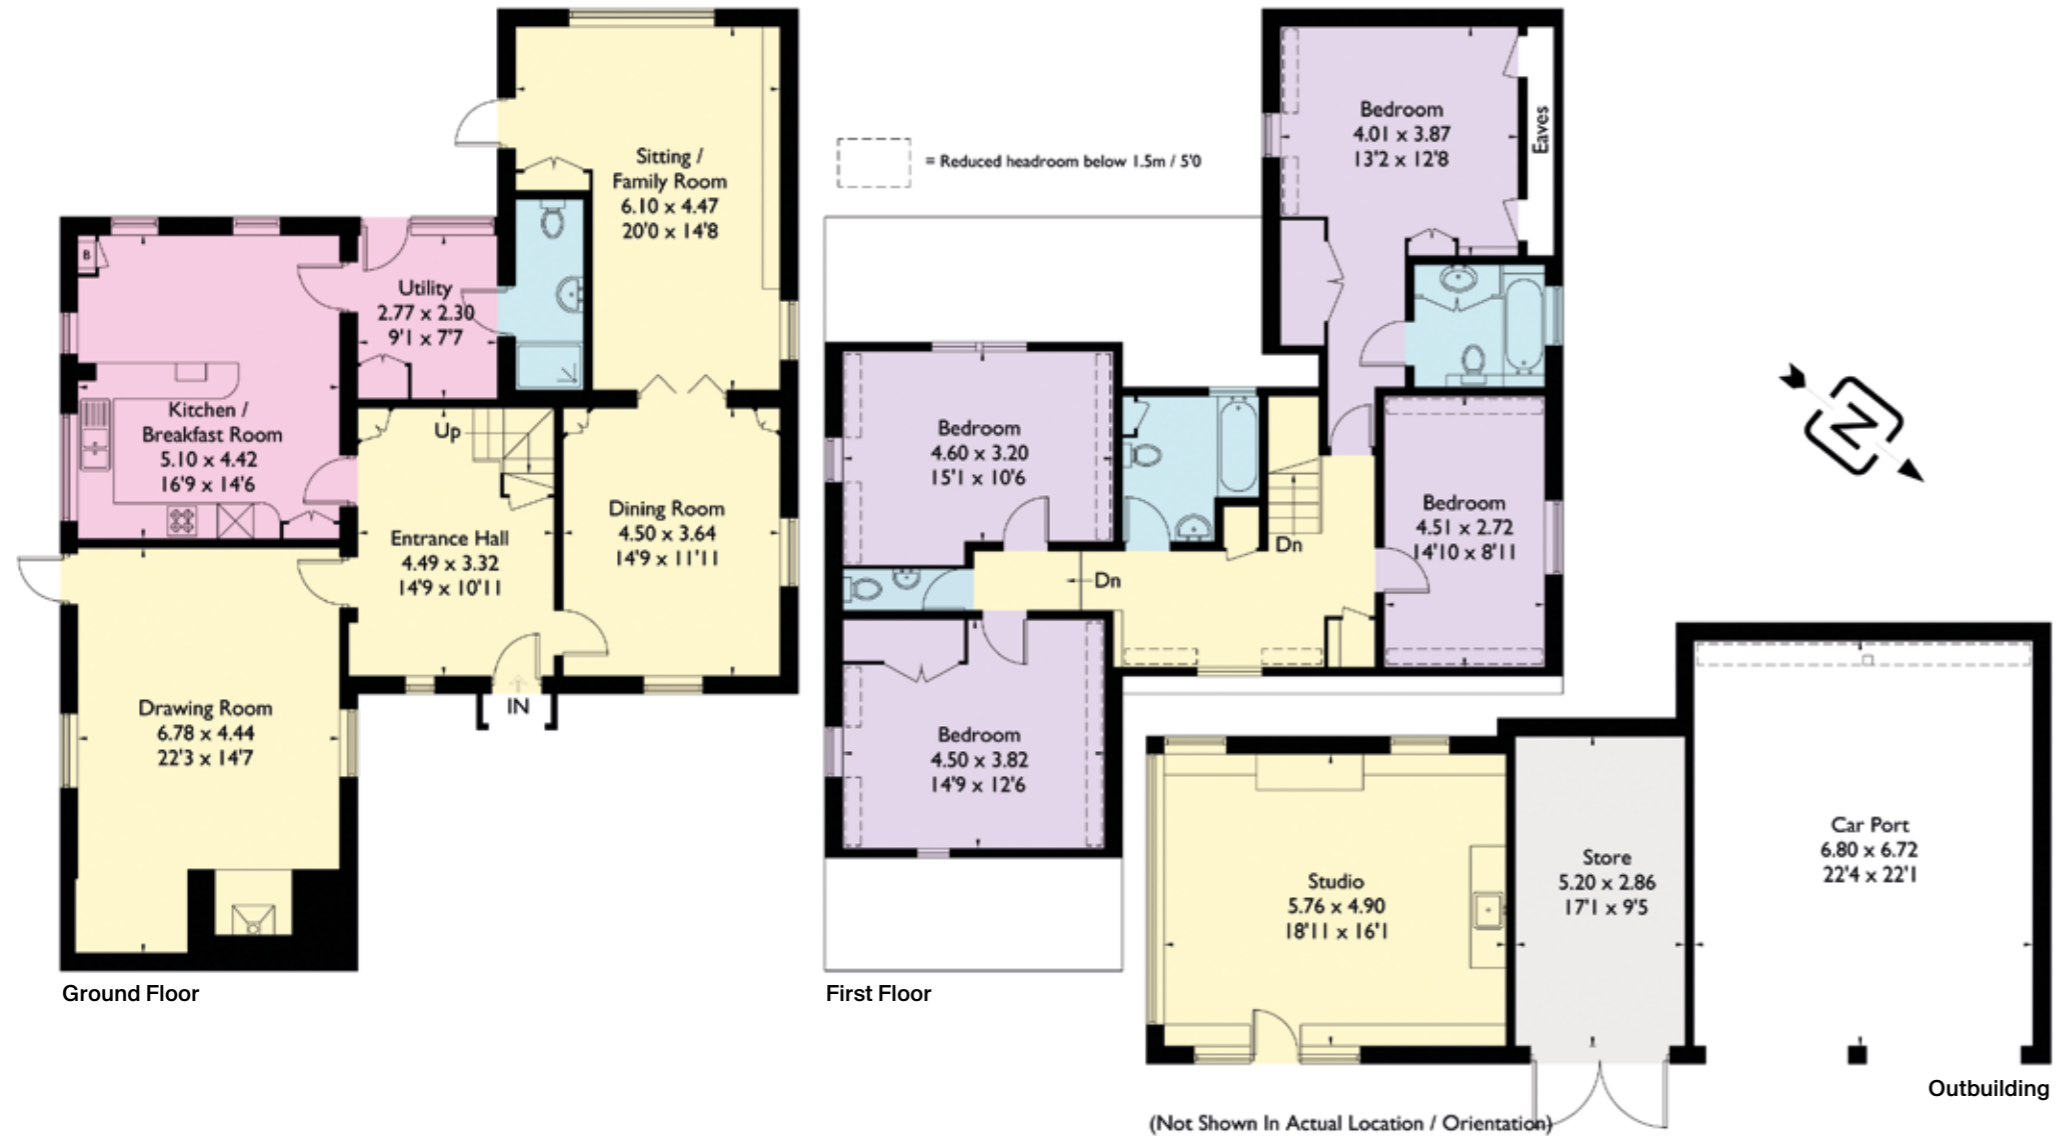 Sitting /
Family Room
6.10 x 4.47
20'0 x 14'8
B
Utility
2.77 x 2.30
9'1 x 7'7
Kitchen /
Breakfast Room
5.10 x 4.42
16'9 x 14'6
Up
Entrance Hall
4.49 x 3.32
14'9 x 10'11
Dining Room
4.50 x 3.64
14'9 x 11'11
Drawing Room
6.78 x 4.44
22'3 x 14'7
IN
Ground Floor
= Reduced headroom below 1.5m / 5'0
Bedroom
4.01 x 3.87
13'2 x 12'8
Eaves
Bedroom
4.60 x 3.20
15'1 x 10'6
Dn
Dn
Bedroom
4.51 x 2.72
14'10 x 8'11
Bedroom
4.50 x 3.82
14'9 x 12'6
First Floor
N
Studio
5.76 x 4.90
18'11 x 16'1
Store
5.20 x 2.86
17'1 x 9'5
Car Port
6.80 x 6.72
22'4 x 22'1
Outbuilding
(Not Shown In Actual Location / Orientation)